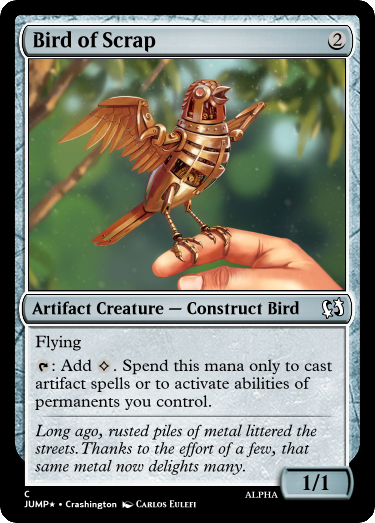 Bird of Scrap 2
Artifact Creature — Construct Bird
Flying
: Add . Spend this mana only to cast
artifact spells or to activate abilities of
permanents you control.
Long ago, rusted piles of metal littered the
streets.Thanks to the effort of a few, that
same metal now delights many.
1/1
C
JUMP★ • Crashington Carlos Eulefi
ALPHA